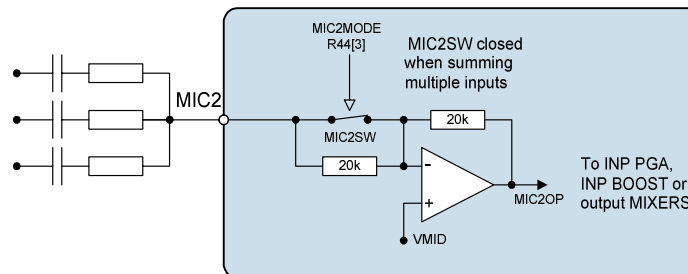 MIC2MODE
R44[3]
MIC2SW closed
when summing
multiple inputs
MIC2
MIC2SW
20k
20k
-
+
To INP PGA,
INP BOOST or
output MIXERS
MIC2OP
VMID